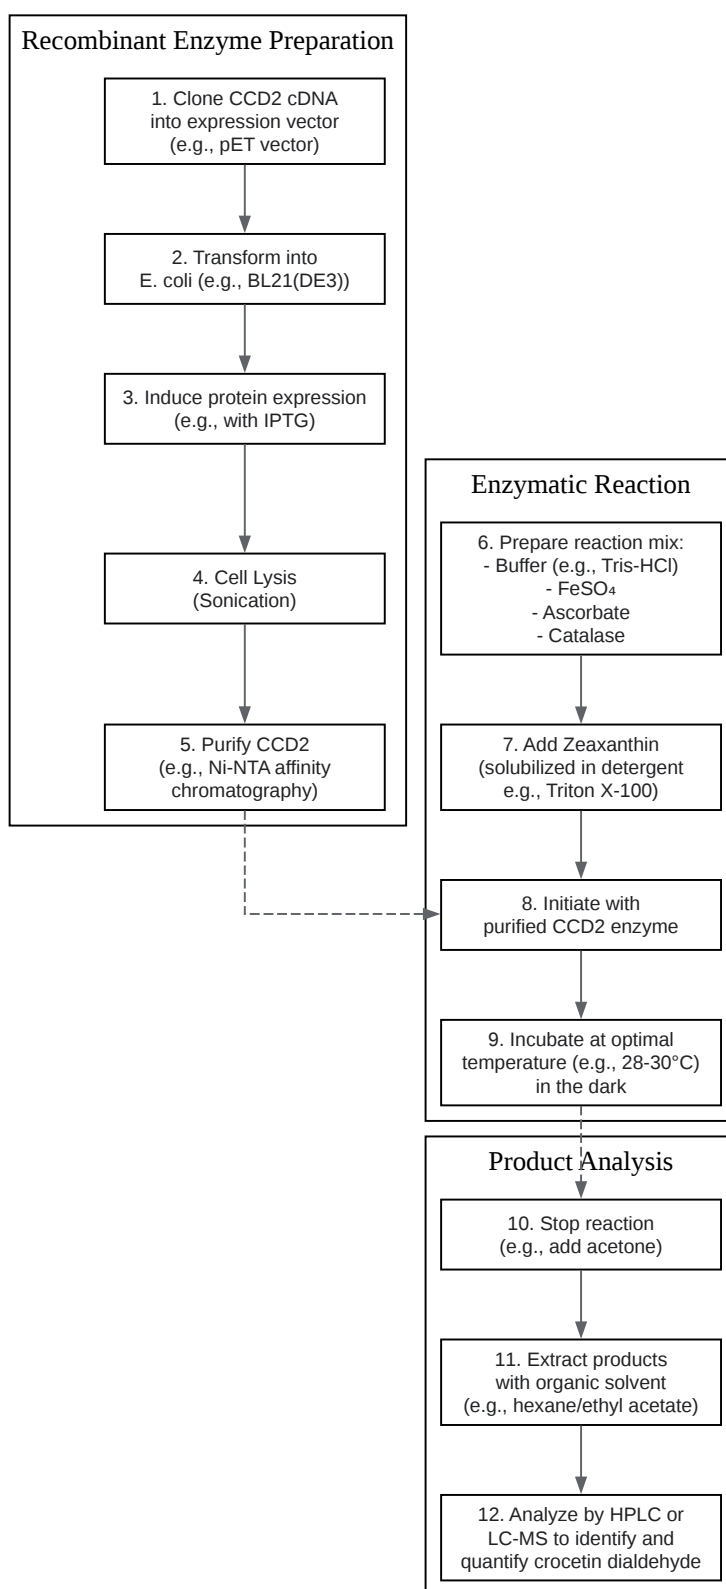 Recombinant Enzyme Preparation
1. Clone CCD2 cDNA
into expression vector
(e.g., pET vector)
2. Transform into
E. coli (e.g., BL21(DE3))
3. Induce protein expression
(e.g., with IPTG)
4. Cell Lysis
(Sonication)
5. Purify CCD2
(e.g., Ni-NTA affinity
chromatography)
Enzymatic Reaction
6. Prepare reaction mix:
- Buffer (e.g., Tris-HCl)
- FeSO₄
- Ascorbate
- Catalase
7. Add Zeaxanthin
(solubilized in detergent
e.g., Triton X-100)
8. Initiate with
purified CCD2 enzyme
9. Incubate at optimal
temperature (e.g., 28-30°C)
in the dark
Product Analysis
10. Stop reaction
(e.g., add acetone)
11. Extract products
with organic solvent
(e.g., hexane/ethyl acetate)
12. Analyze by HPLC or
LC-MS to identify and
quantify crocetin dialdehyde